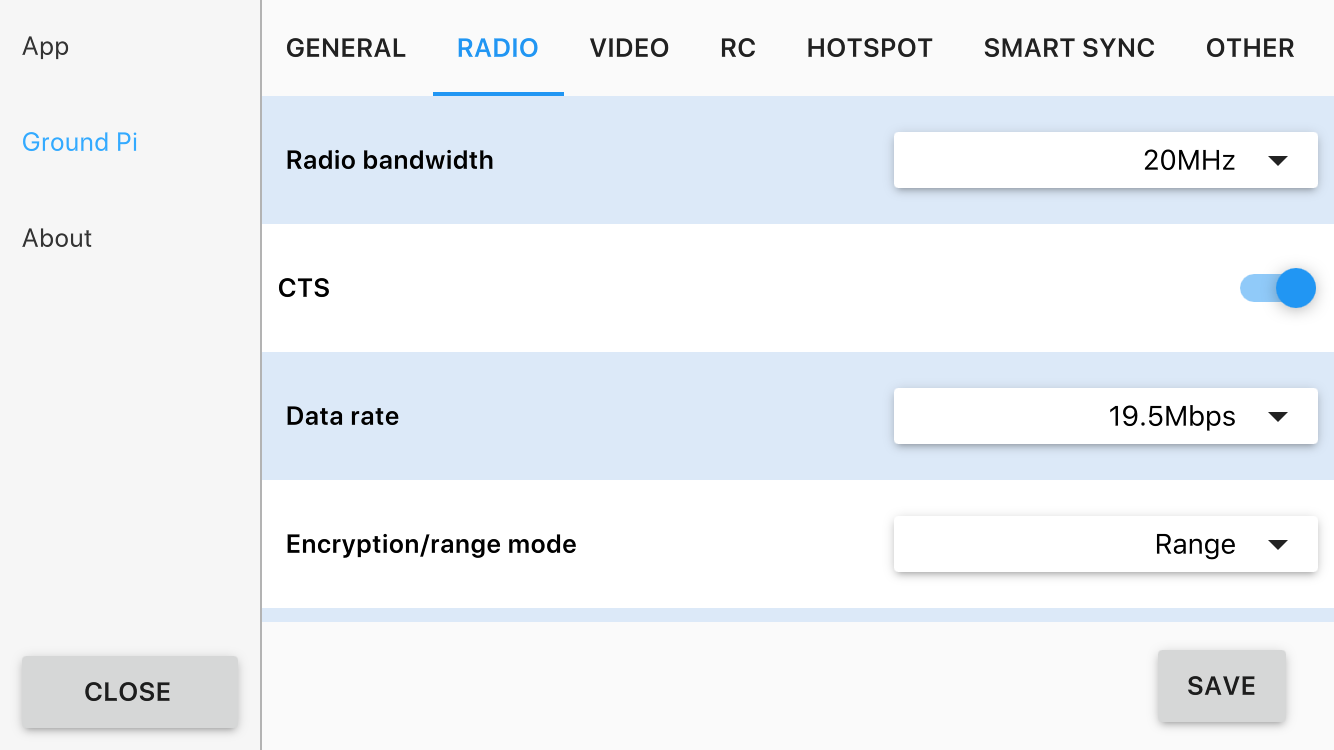 App
Ground Pi
About
CLOSE
GENERAL RADIO VIDEO RC HOTSPOT SMART SYNC OTHER
Radio bandwidth 20MHz
CTS
Data rate 19.5Mbps
Encryption/range mode Range
SAVE